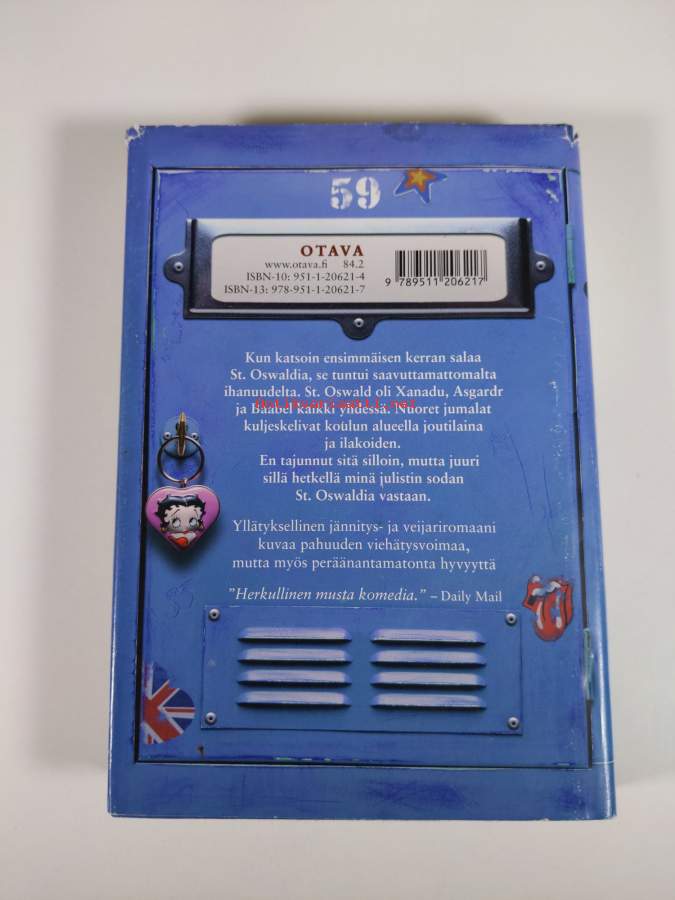 59
OTAVA
www.otava.fi 84.2
ISBN-10: 951-1-20621-4
ISBN-13: 978-951-1-20621-7
9 789511 206217
Kun katsoin ensimmäisen kerran salaa
St. Oswaldia, se tuntui saavuttamattomalta
ihanuudelta. St. Oswald oli Xanadu, Asgardr
ja Baabel kaikki yhdessä. Nuoret jumalat
kuljeskelivat koulun alueella joutilaina
ja ilakoiden.
En tajunnut sitä silloin, mutta juuri
sillä hetkellä minä julistin sodan
St. Oswaldia vastaan.
Yllätyksellinen jännitys- ja veijariromaani
kuvaa pahuuden viehätysvoimaa,
mutta myös peräänantamatonta hyvyyttä
”Herkullinen musta komedia.” – Daily Mail